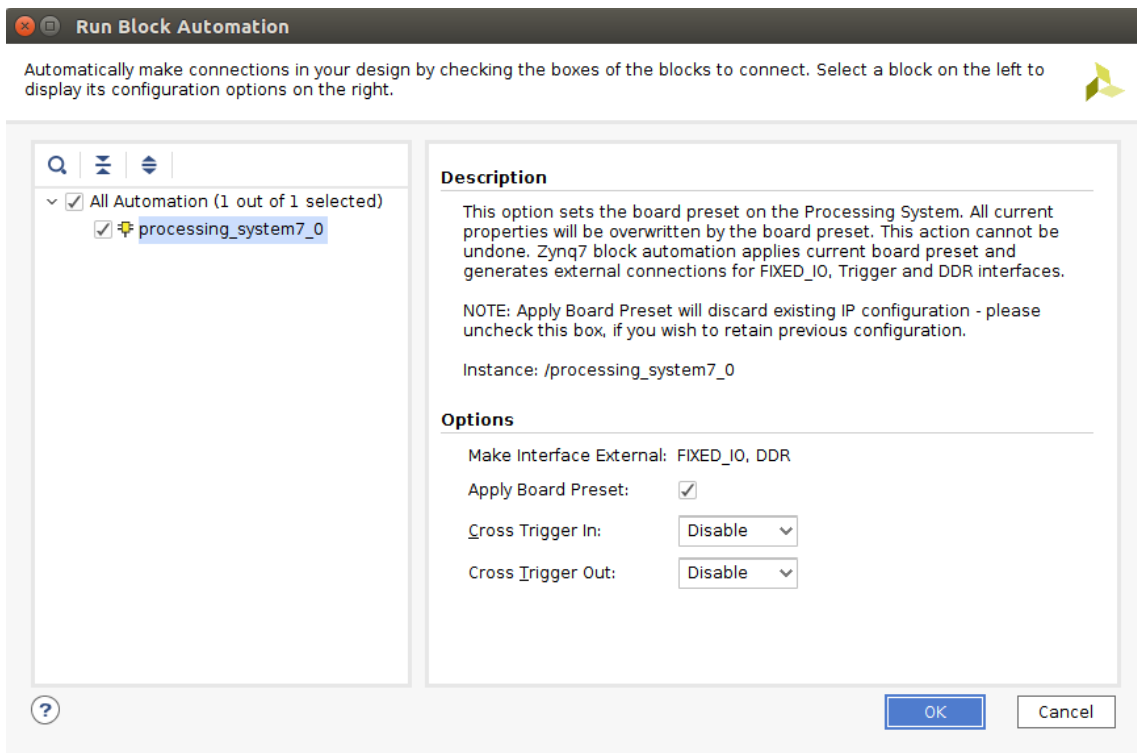 Run Block Automation
Automatically make connections in your design by checking the boxes of the blocks to connect. Select a block on the left to
display its configuration options on the right.
All Automation (1 out of 1 selected)
processing_system7_0
Description
This option sets the board preset on the Processing System. All current
properties will be overwritten by the board preset. This action cannot be
undone. Zynq7 block automation applies current board preset and
generates external connections for FIXED_IO, Trigger and DDR interfaces.
NOTE: Apply Board Preset will discard existing IP configuration - please
uncheck this box, if you wish to retain previous configuration.
Instance: /processing_system7_0
Options
Make Interface External: FIXED_IO, DDR
Apply Board Preset:
Cross Trigger In: Disable
Cross Trigger Out: Disable
? OK Cancel